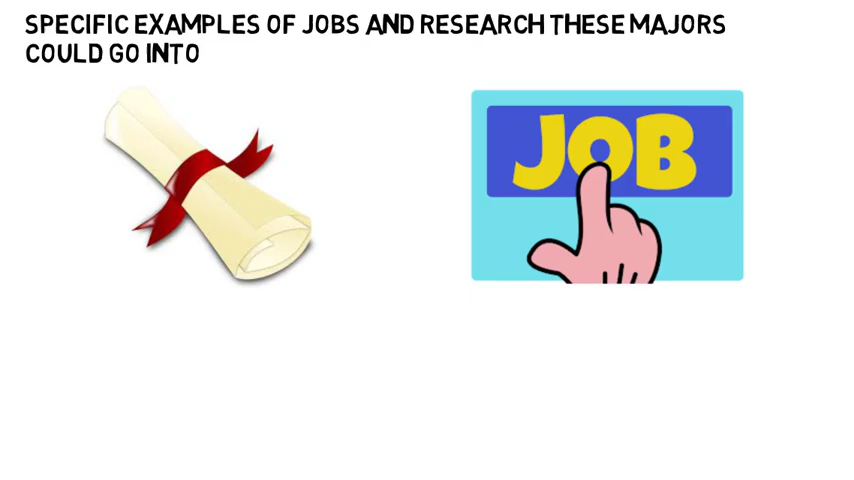 SPECIFIC EXAMPLES OF JOBS AND RESEARCH THESE MAJORS
COULD GO INTO
JOB